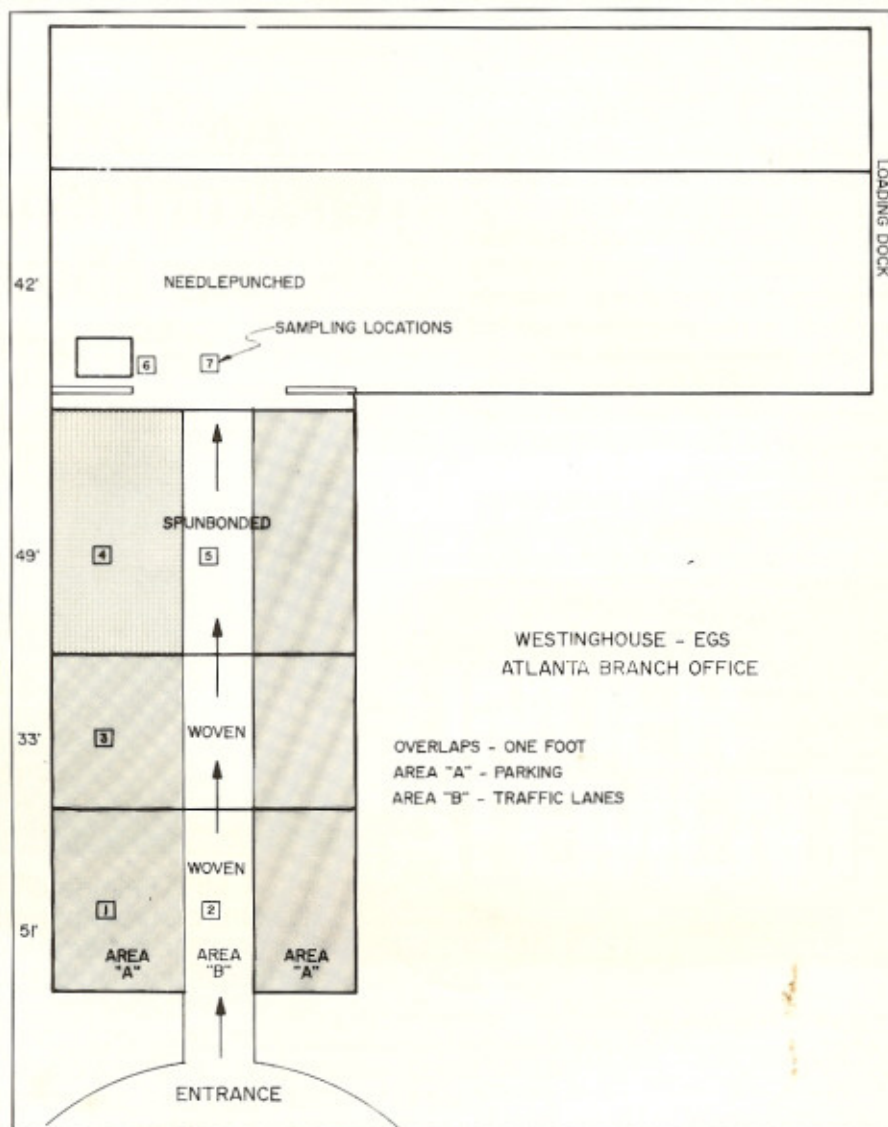 LOADING DOCK
42'
NEEDLEPUNCHED
SAMPLING LOCATIONS
6
7
SPUNBONDED
49'
4
5
WESTINGHOUSE - EGS
ATLANTA BRANCH OFFICE
33'
3
WOVEN
OVERLAPS - ONE FOOT
AREA "A" - PARKING
AREA "B" - TRAFFIC LANES
WOVEN
51'
1
2
AREA
"A"
AREA
"B"
AREA
"A"
ENTRANCE